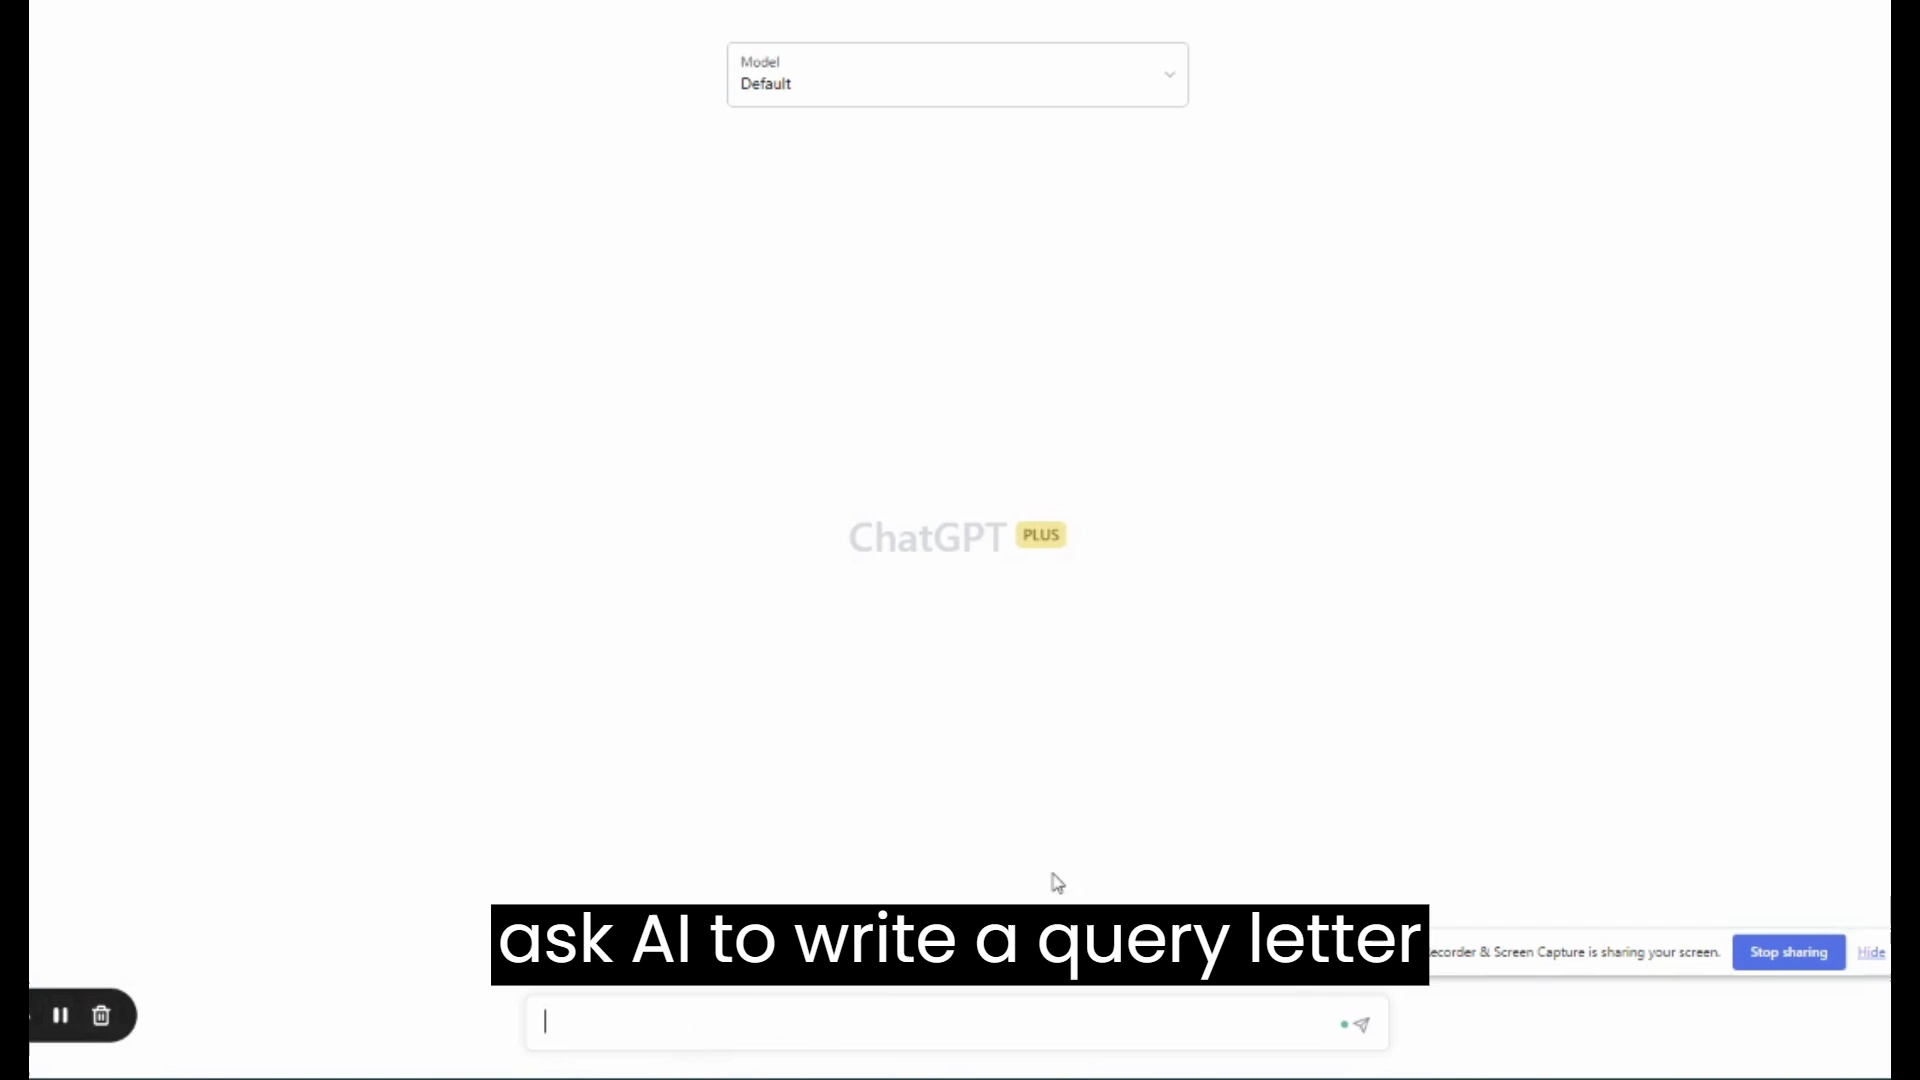 Model
Default
ChatGPT PLUS
ask AI to write a query letter
ecorder & Screen Capture is sharing your screen.
Stop sharing
Hide